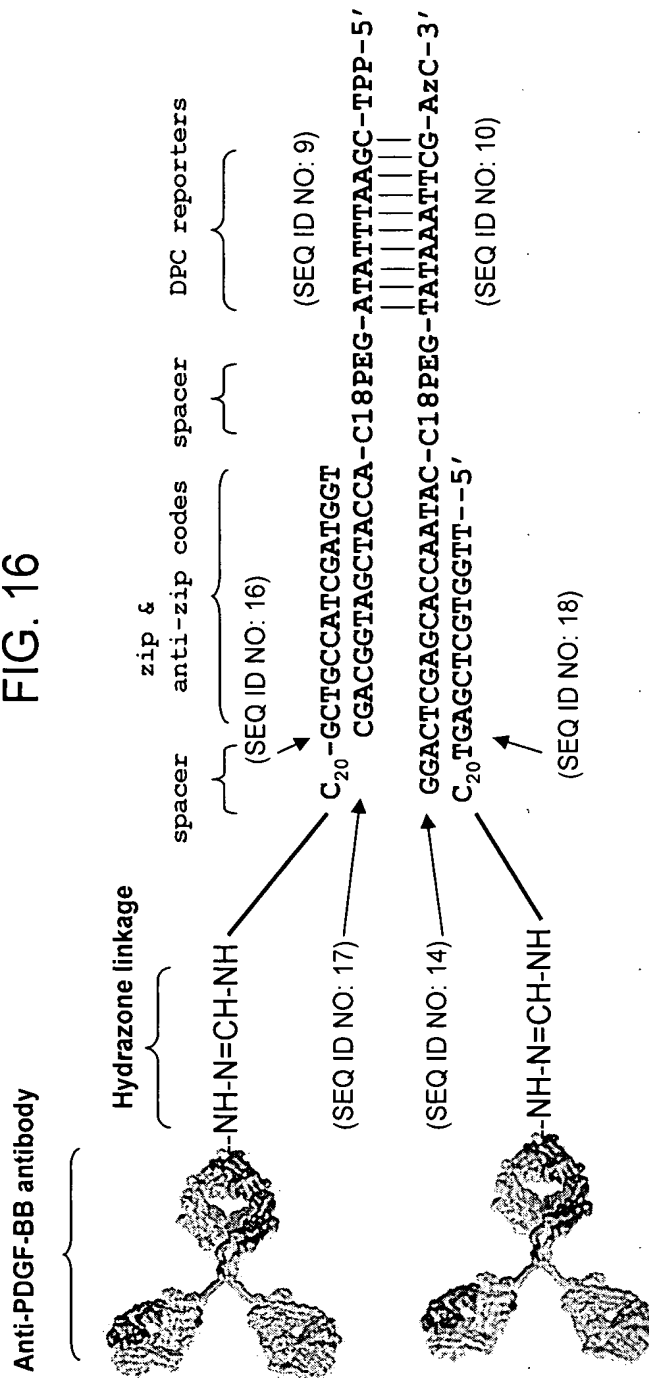 FIG. 16
Anti-PDGF-BB antibody
Hydrazone linkage
spacer
zip &
anti-zip codes
spacer
DPC reporters
(SEQ ID NO: 16)
(SEQ ID NO: 9)
-NH-N=CH-NH
C20-GCTGCCATCGATGGT
CGACGGTAGCTACCA-C18PEG-ATATTTAAGC-TPP-5'
(SEQ ID NO: 17)
(SEQ ID NO: 14)
GGACTCGAGCACCAATAC-C18PEG-TATAAATTCG-AzC-3'
C20TGAGCTCGTGGTT--5'
-NH-N=CH-NH
(SEQ ID NO: 18)
(SEQ ID NO: 10)